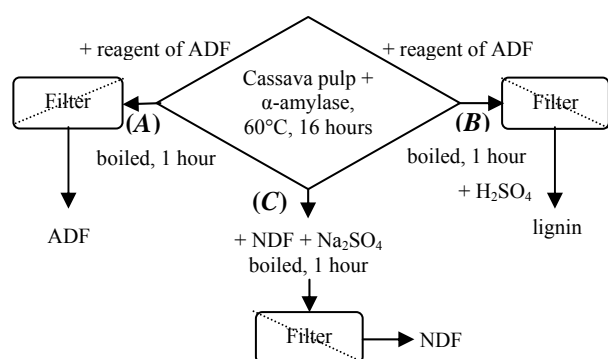 + reagent of ADF
+ reagent of ADF
Cassava pulp +
α-amylase,
60°C, 16 hours
Filter
(A)
(B)
Filter
boiled, 1 hour
boiled, 1 hour
+ H₂SO₄
ADF
lignin
(C)
+ NDF + Na₂SO₄
boiled, 1 hour
Filter
NDF